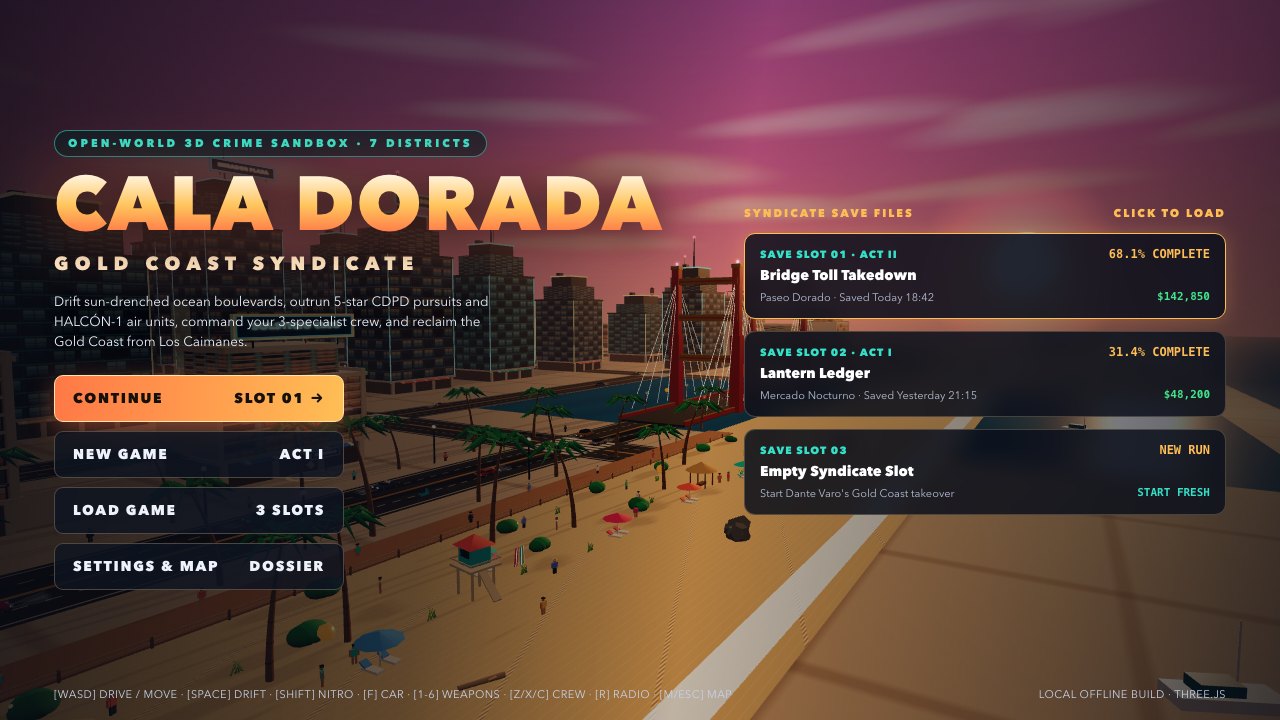 OPEN-WORLD 3D CRIME SANDBOX · 7 DISTRICTS
CALA DORADA
GOLD COAST SYNDICATE
Drift sun-drenched ocean boulevards, outrun 5-star CDPD pursuits and
HALCÓN-1 air units, command your 3-specialist crew, and reclaim the
Gold Coast from Los Caimanes.
CONTINUE SLOT 01 →
NEW GAME ACT I
LOAD GAME 3 SLOTS
SETTINGS & MAP DOSSIER
SYNDICATE SAVE FILES CLICK TO LOAD
SAVE SLOT 01 · ACT II 68.1% COMPLETE
Bridge Toll Takedown
Paseo Dorado · Saved Today 18:42 $142,850
SAVE SLOT 02 · ACT I 31.4% COMPLETE
Lantern Ledger
Mercado Nocturno · Saved Yesterday 21:15 $48,200
SAVE SLOT 03 NEW RUN
Empty Syndicate Slot
Start Dante Varo's Gold Coast takeover START FRESH
[WASD] DRIVE / MOVE · [SPACE] DRIFT · [SHIFT] NITRO · [F] CAR · [1-6] WEAPONS · [Z/X/C] CREW · [R] RADIO · [M/ESC] MAP
LOCAL OFFLINE BUILD · THREE.JS